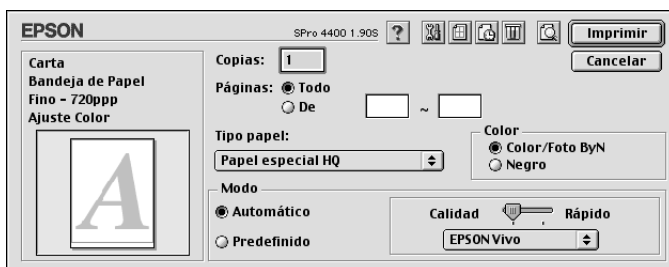 EPSON
SPro 4400 1.90S
?
Imprimir
Cancelar
Carta
Bandeja de Papel
Fino - 720ppp
Ajuste Color
A
Copias: 1
Páginas: Todo
De ~
Tipo papel:
Papel especial HQ
Color
Color/Foto ByN
Negro
Modo
Automático
Predefinido
Calidad Rápido
EPSON Vivo